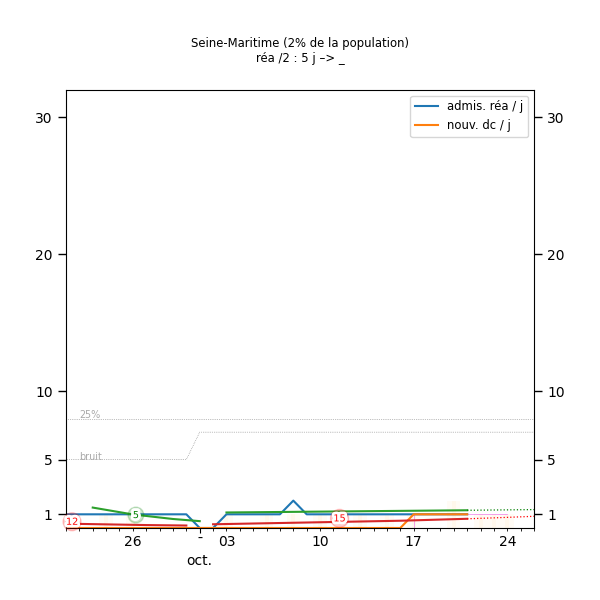 Seine-Maritime (2% de la population)
réa /2 : 5 j –> _
admis. réa / j
nouv. dc / j
30 30
20 20
10 10
25%
5 5
bruit
1 1
12
5
15
26 - 03 10 17 24
oct.